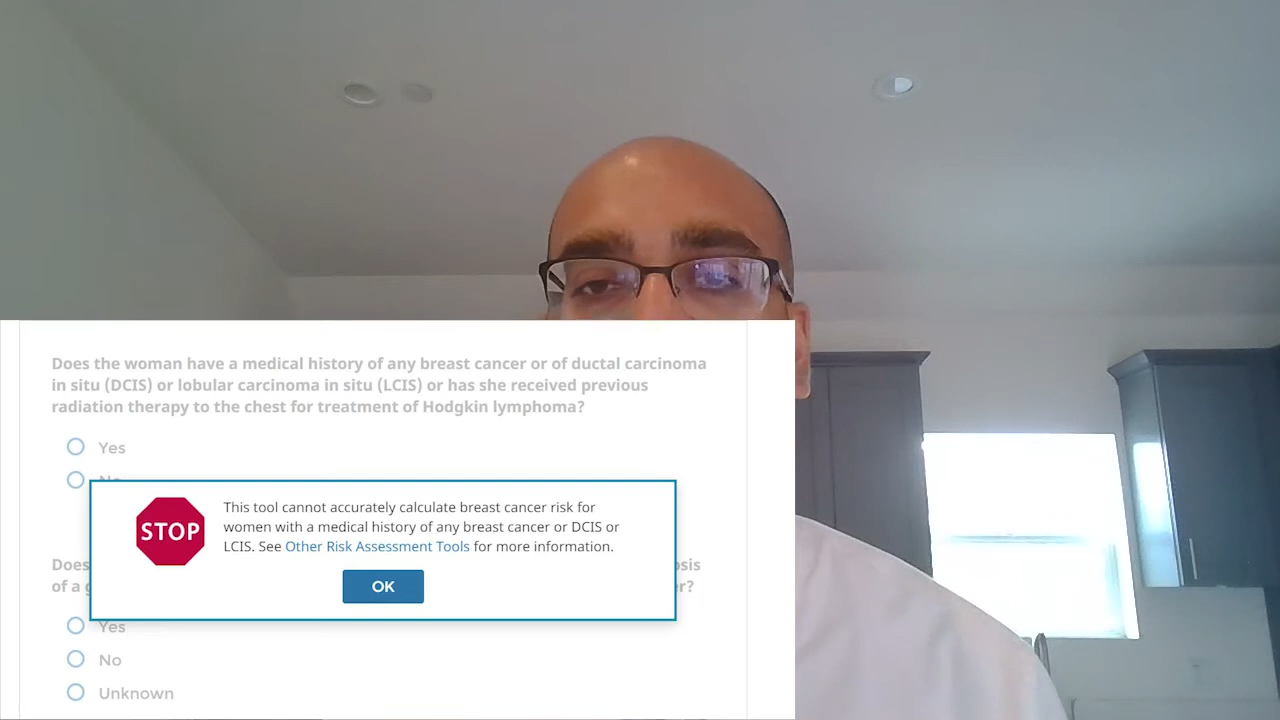 Does the woman have a medical history of any breast cancer or of ductal carcinoma
in situ (DCIS) or lobular carcinoma in situ (LCIS) or has she received previous
radiation therapy to the chest for treatment of Hodgkin lymphoma?
Yes
No
STOP
This tool cannot accurately calculate breast cancer risk for
women with a medical history of any breast cancer or DCIS or
LCIS. See Other Risk Assessment Tools for more information.
OK
Does
of a
Yes
No
Unknown